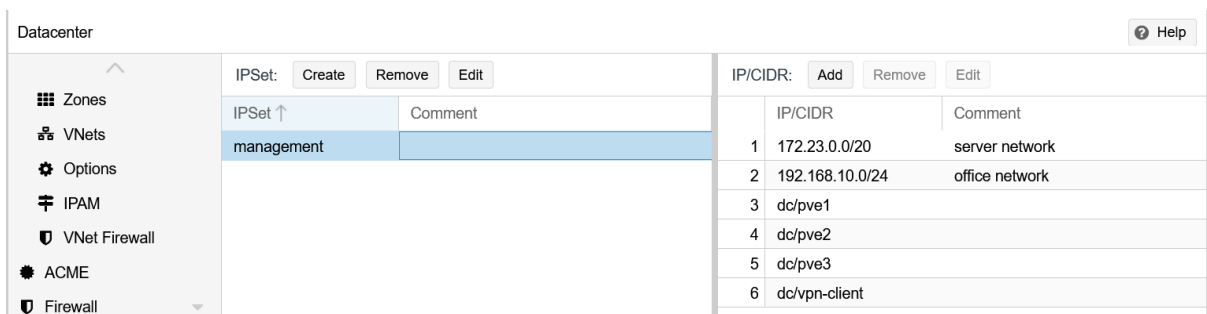 Datacenter
Help
Zones
VNets
Options
IPAM
VNet Firewall
ACME
Firewall
IPSet: Create Remove Edit
IPSet Comment
management
IP/CIDR: Add Remove Edit
IP/CIDR Comment
1 172.23.0.0/20 server network
2 192.168.10.0/24 office network
3 dc/pve1
4 dc/pve2
5 dc/pve3
6 dc/vpn-client